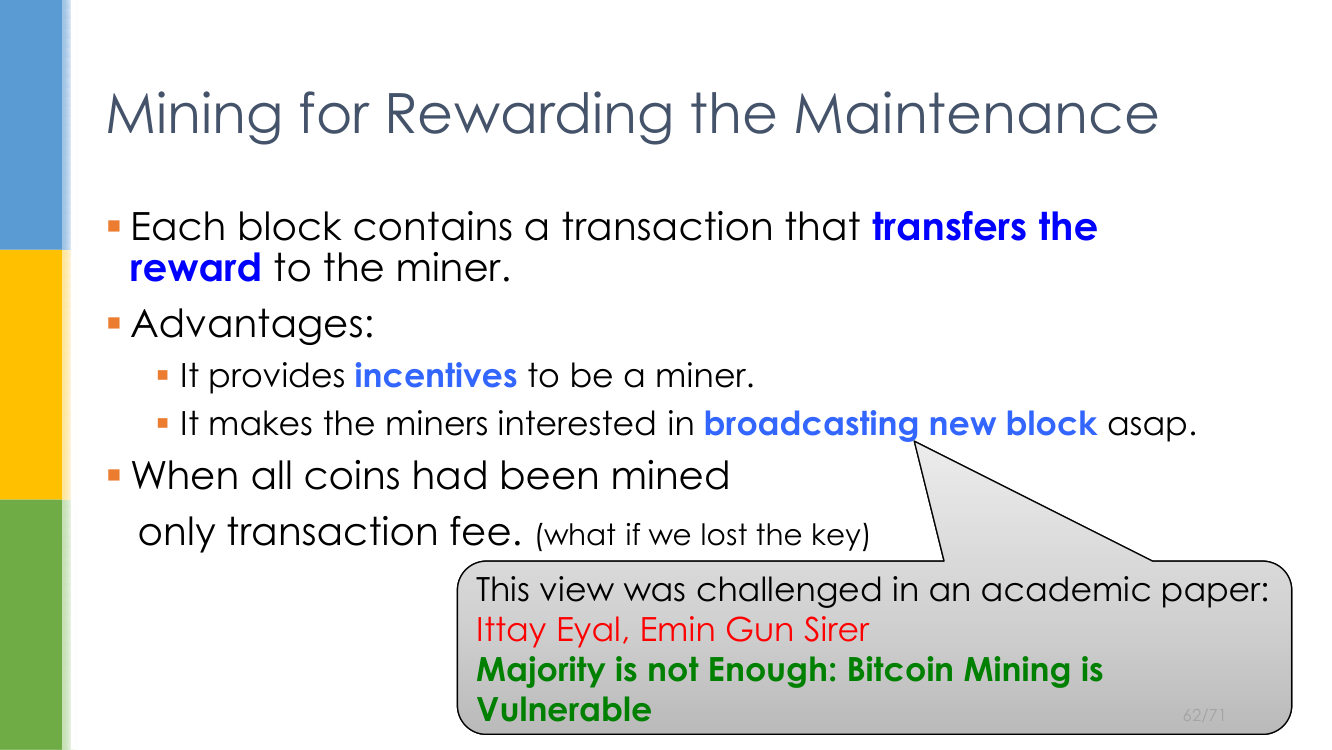 Mining for Rewarding the Maintenance
Each block contains a transaction that transfers the
reward to the miner.
Advantages:
It provides incentives to be a miner.
It makes the miners interested in broadcasting new block asap.
When all coins had been mined
only transaction fee. (what if we lost the key)
This view was challenged in an academic paper:
Ittay Eyal, Emin Gun Sirer
Majority is not Enough: Bitcoin Mining is
Vulnerable
62/71